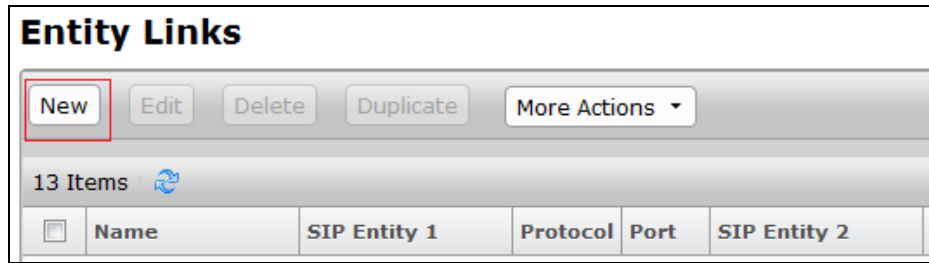 Entity Links
New Edit Delete Duplicate More Actions
13 Items
Name SIP Entity 1 Protocol Port SIP Entity 2